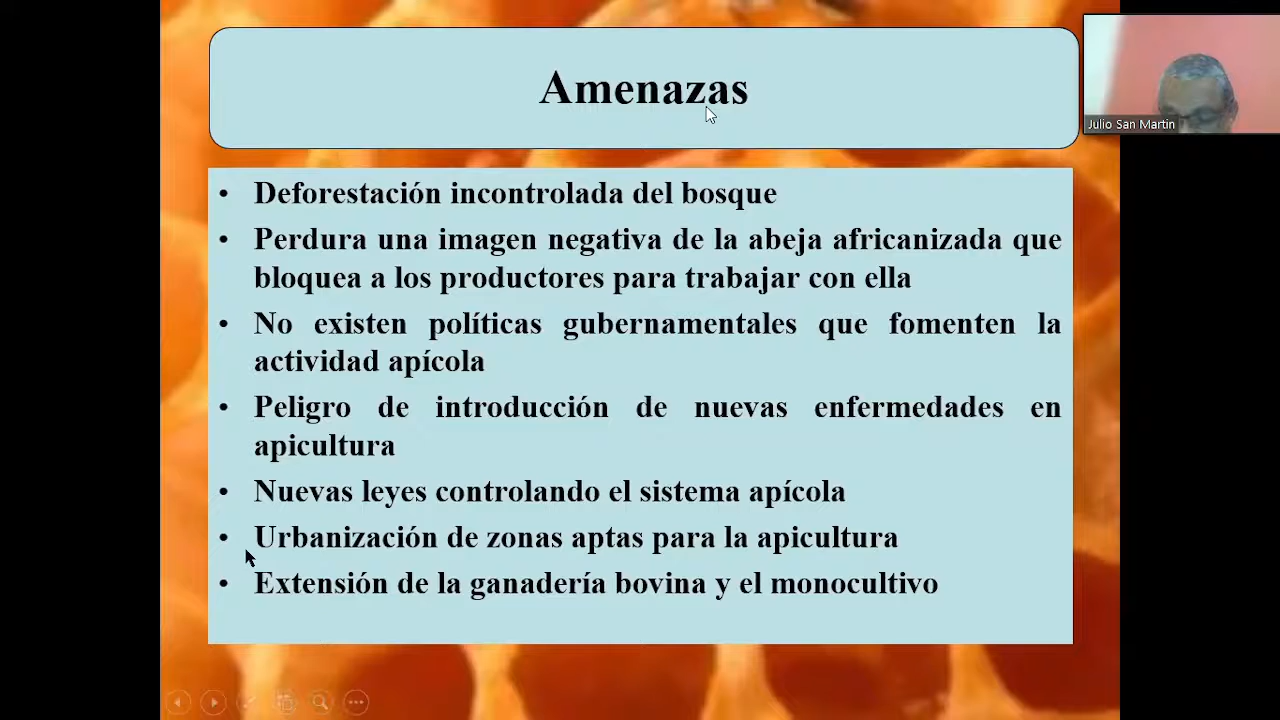 Amenazas
Julio San Martin
• Deforestación incontrolada del bosque
• Perdura una imagen negativa de la abeja africanizada que
bloquea a los productores para trabajar con ella
• No existen políticas gubernamentales que fomenten la
actividad apícola
• Peligro de introducción de nuevas enfermedades en
apicultura
• Nuevas leyes controlando el sistema apícola
• Urbanización de zonas aptas para la apicultura
• Extensión de la ganadería bovina y el monocultivo